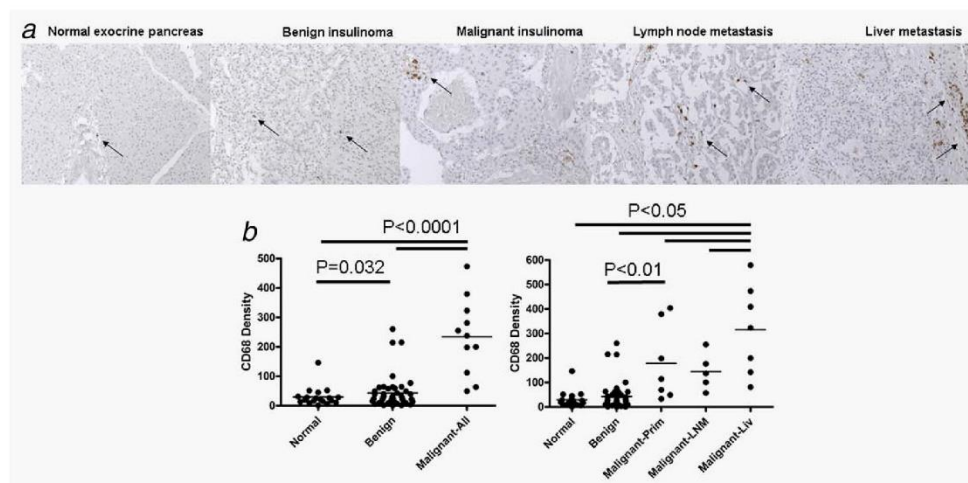 a
Normal exocrine pancreas Benign insulinoma Malignant insulinoma Lymph node metastasis Liver metastasis
b
P<0.0001
P=0.032
CD68 Density
500
400
300
200
100
0
Normal
Benign
Malignant-All
P<0.05
P<0.01
CD68 Density
600
500
400
300
200
100
0
Normal
Benign
Malignant-Prim
Malignant-LNM
Malignant-Liv